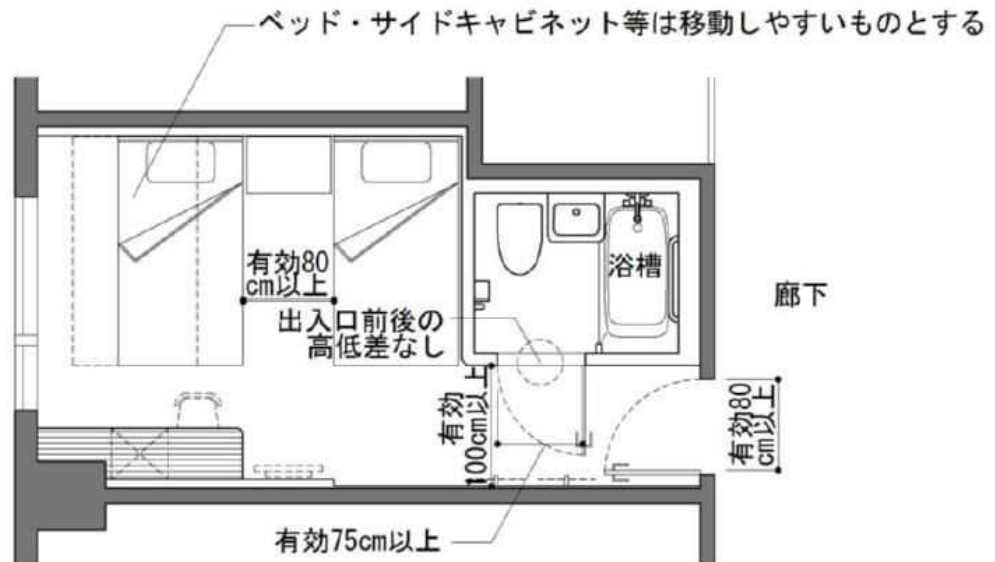 ベッド・サイドキャビネット等は移動しやすいものとする
有効80
cm以上
出入口前後の
高低差なし
浴槽
廊下
有効
100cm以上
有効80
cm以上
有効75cm以上